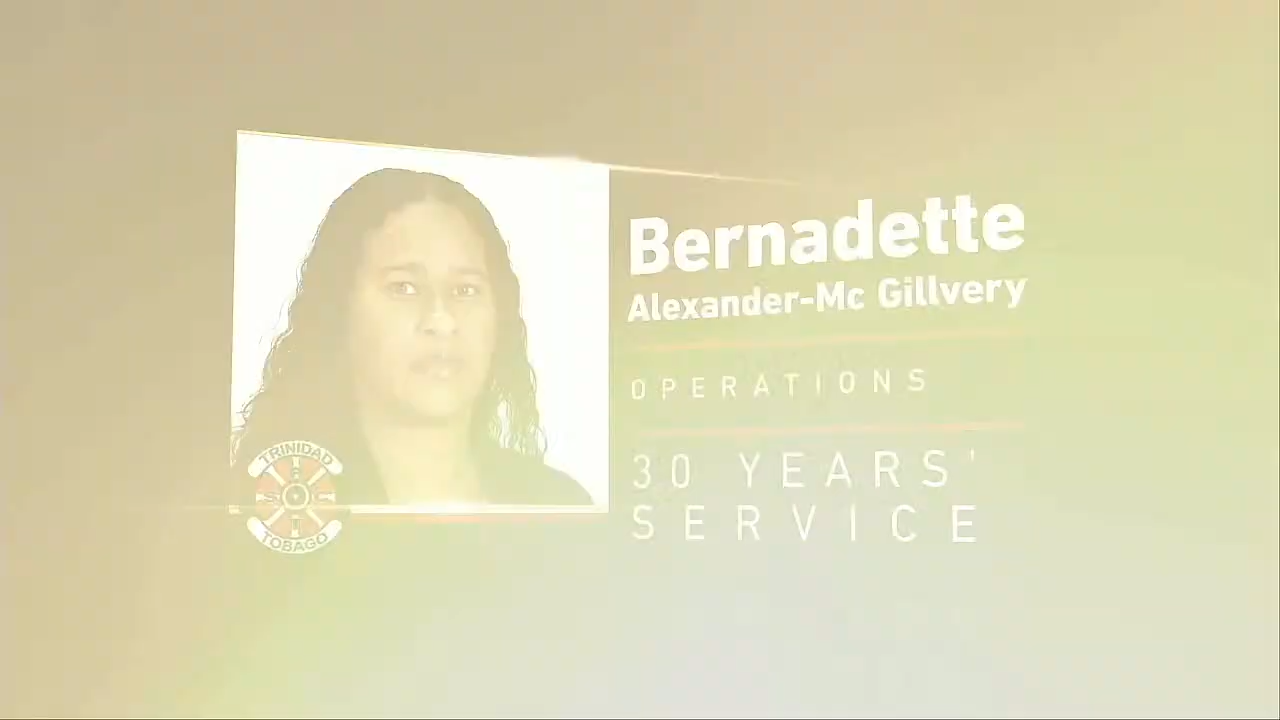 Bernadette
Alexander-Mc Gillvery
OPERATIONS
30 YEARS'
SERVICE
TRINIDAD
TOBAGO